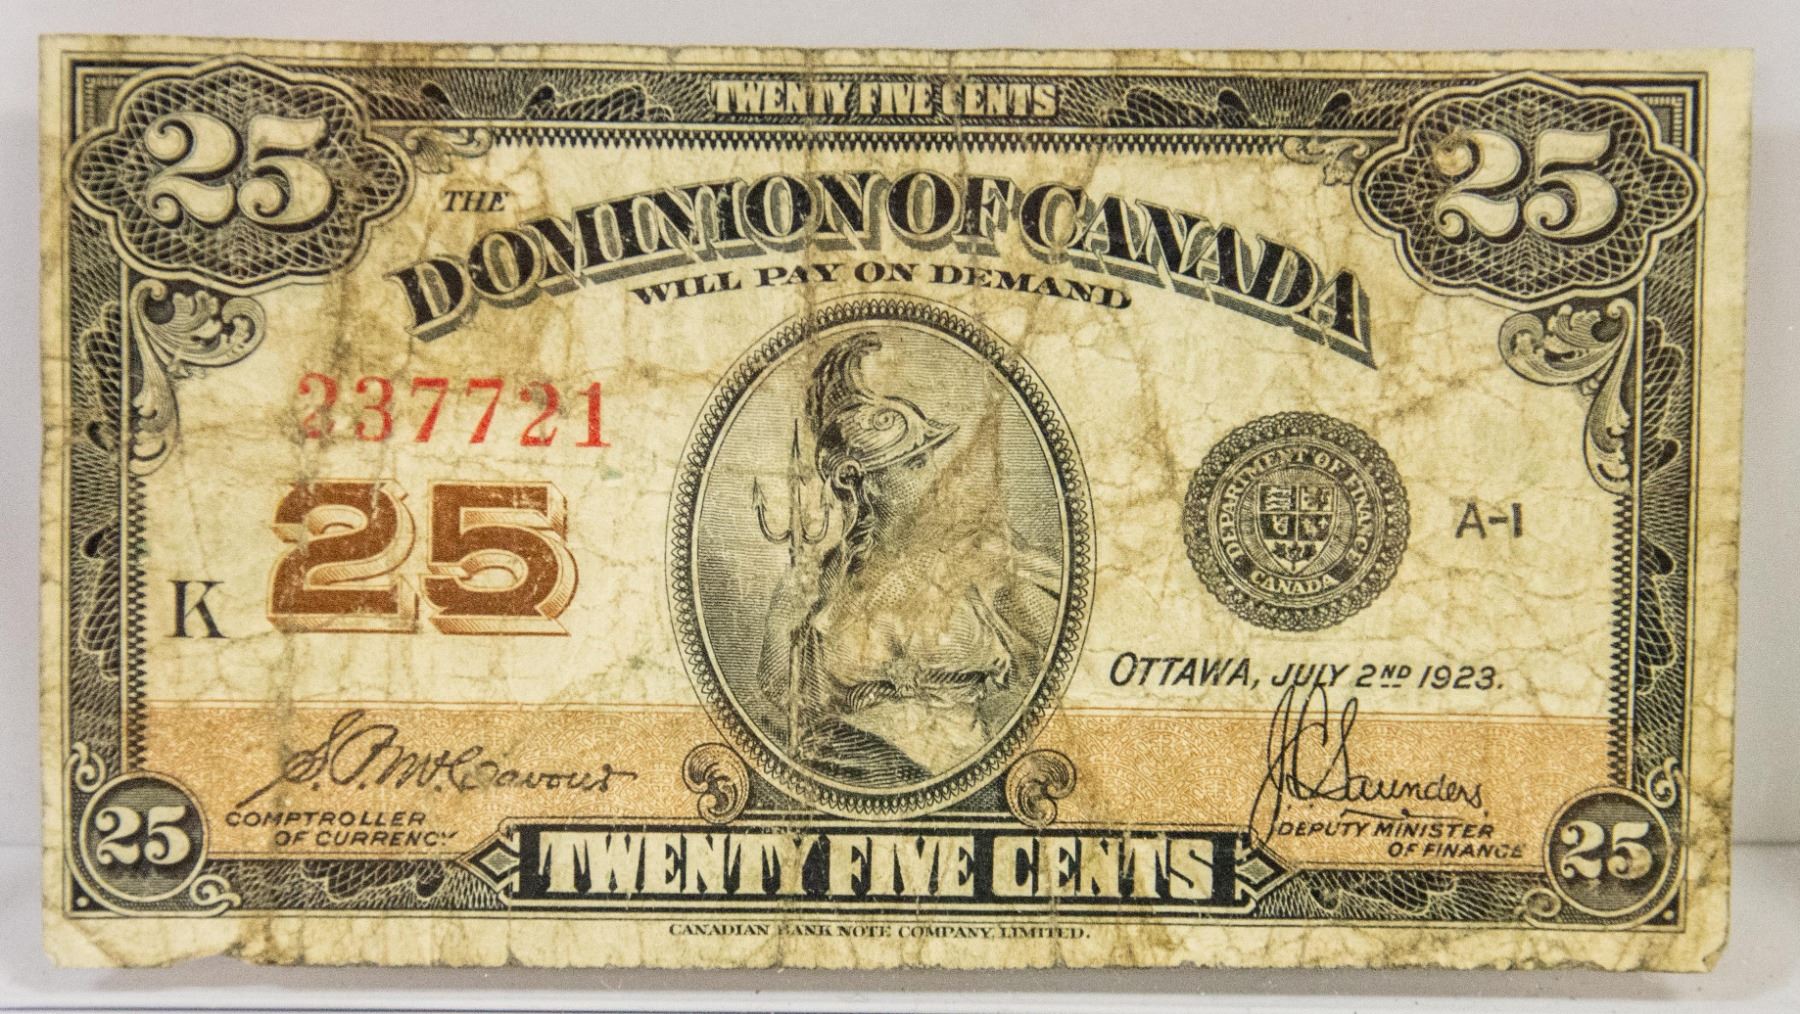 TWENTY FIVE CENTS
25 25
THE DOMINION OF CANADA
WILL PAY ON DEMAND
237721
25
K
DEPARTMENT OF FINANCE
CANADA
A-1
OTTAWA, JULY 2ND 1923.
COMPTROLLER
OF CURRENCY
J C Saunders
DEPUTY MINISTER
OF FINANCE
25 25
TWENTY FIVE CENTS
CANADIAN BANK NOTE COMPANY, LIMITED.